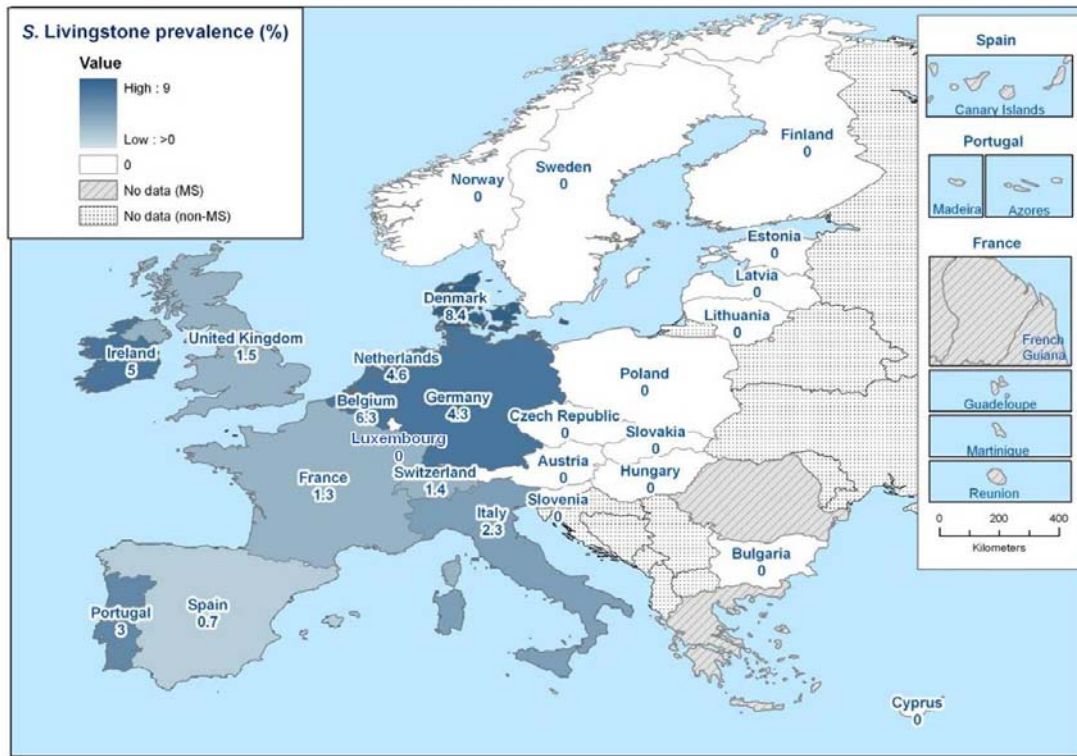 S. Livingstone prevalence (%)
Value
High : 9
Low : >0
0
No data (MS)
No data (non-MS)
Norway
0
Sweden
0
Finland
0
Estonia
0
Latvia
0
Lithuania
0
Denmark
8.4
United Kingdom
1.5
Ireland
5
Netherlands
4.6
Belgium
6.3
Germany
4.3
Luxembourg
0
Poland
0
Czech Republic
0
Slovakia
0
Austria
0
Hungary
0
Switzerland
1.4
Slovenia
0
France
1.3
Italy
2.3
Bulgaria
0
Portugal
3
Spain
0.7
Cyprus
0
Spain
Canary Islands
Portugal
Madeira
Azores
France
French
Guiana
Guadeloupe
Martinique
Reunion
0 200 400
Kilometers